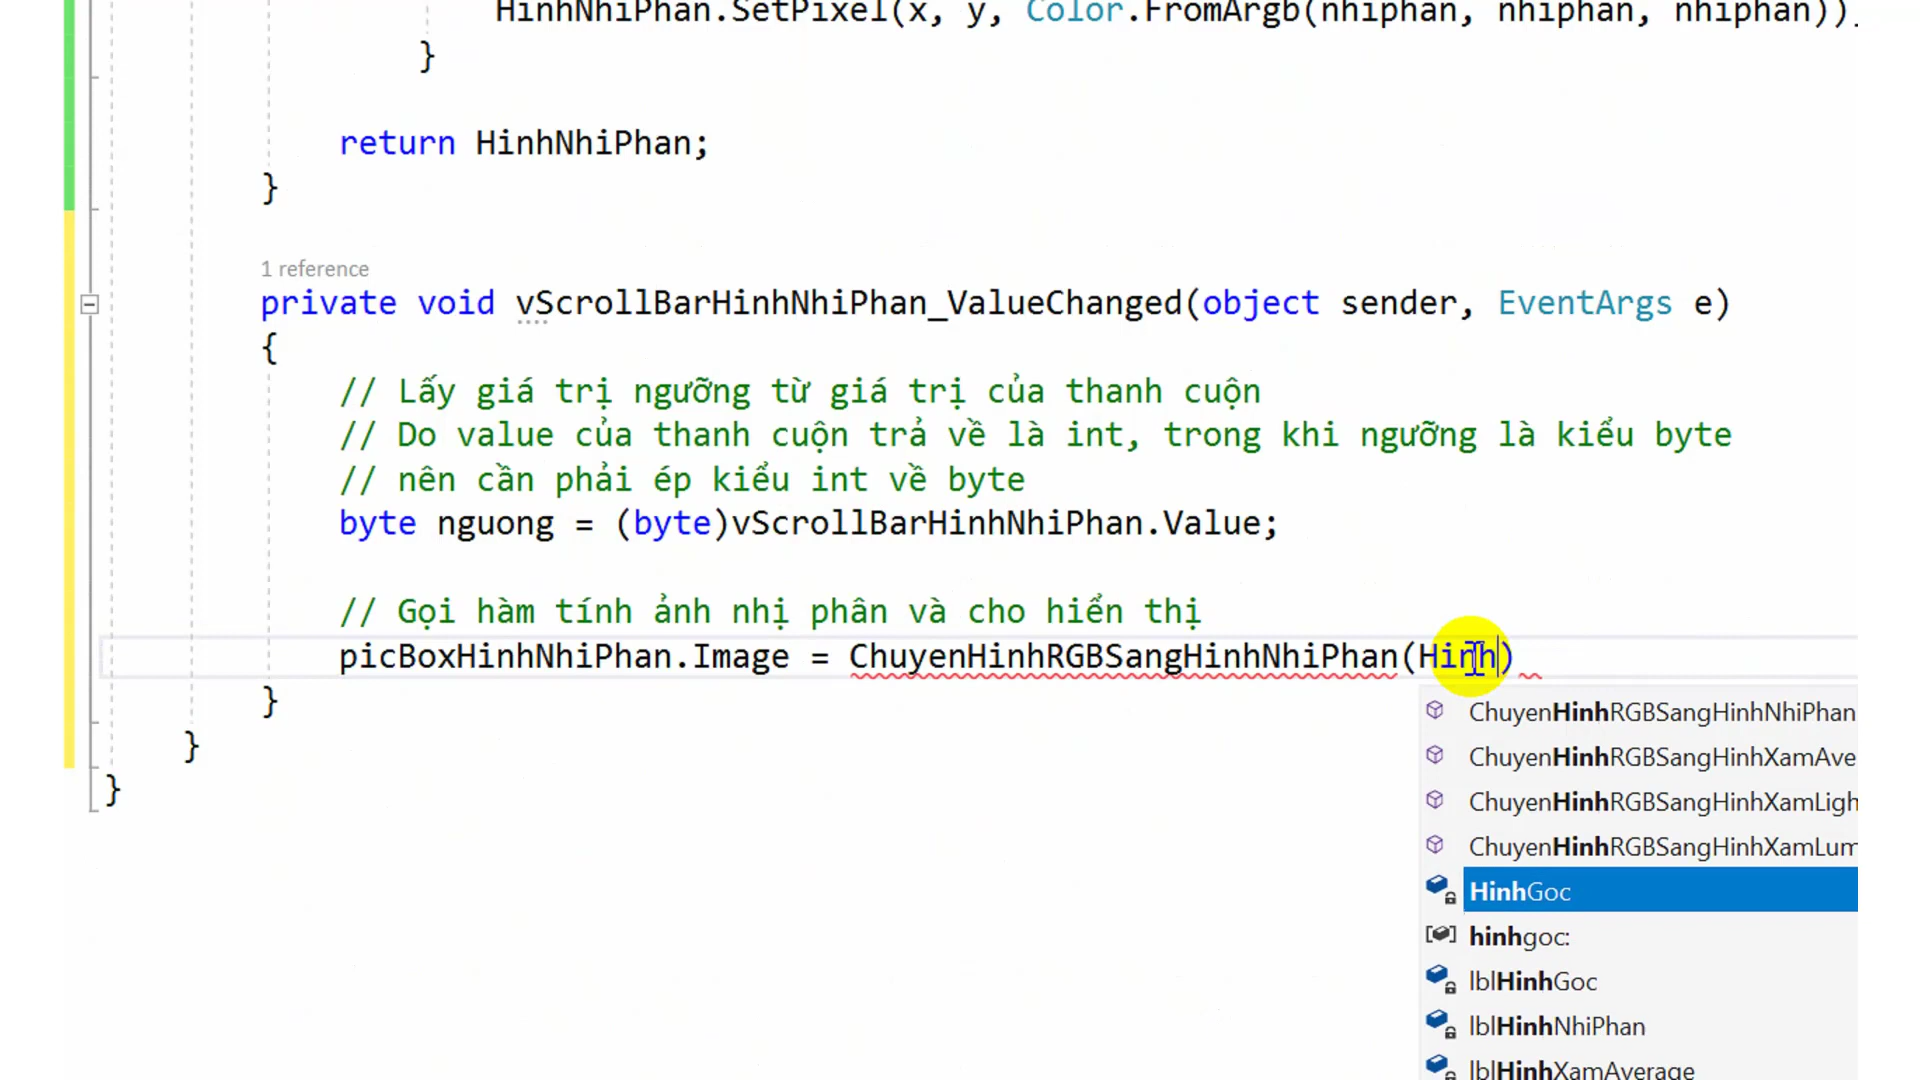 HinhNhiPhan.SetPixel(x, y, Color.FromArgb(nhiphan, nhiphan, nhiphan));
}
return HinhNhiPhan;
}
1 reference
private void vScrollBarHinhNhiPhan_ValueChanged(object sender, EventArgs e)
{
// Lấy giá trị ngưỡng từ giá trị của thanh cuộn
// Do value của thanh cuộn trả về là int, trong khi ngưỡng là kiểu byte
// nên cần phải ép kiểu int về byte
byte nguong = (byte)vScrollBarHinhNhiPhan.Value;
// Gọi hàm tính ảnh nhị phân và cho hiển thị
picBoxHinhNhiPhan.Image = ChuyenHinhRGBSangHinhNhiPhan(Hinh)
}
}
}
ChuyenHinhRGBSangHinhNhiPhan
ChuyenHinhRGBSangHinhXamAve
ChuyenHinhRGBSangHinhXamLigh
ChuyenHinhRGBSangHinhXamLum
HinhGoc
hinhgoc:
lblHinhGoc
lblHinhNhiPhan
lblHinhXamAverage